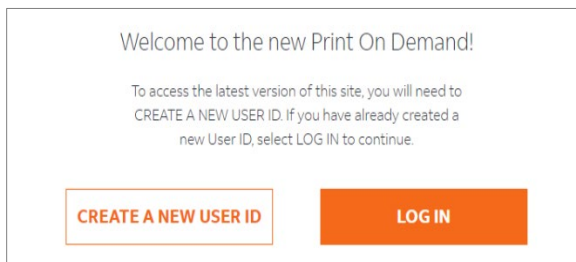 Welcome to the new Print On Demand!
To access the latest version of this site, you will need to
CREATE A NEW USER ID. If you have already created a
new User ID, select LOG IN to continue.
CREATE A NEW USER ID
LOG IN